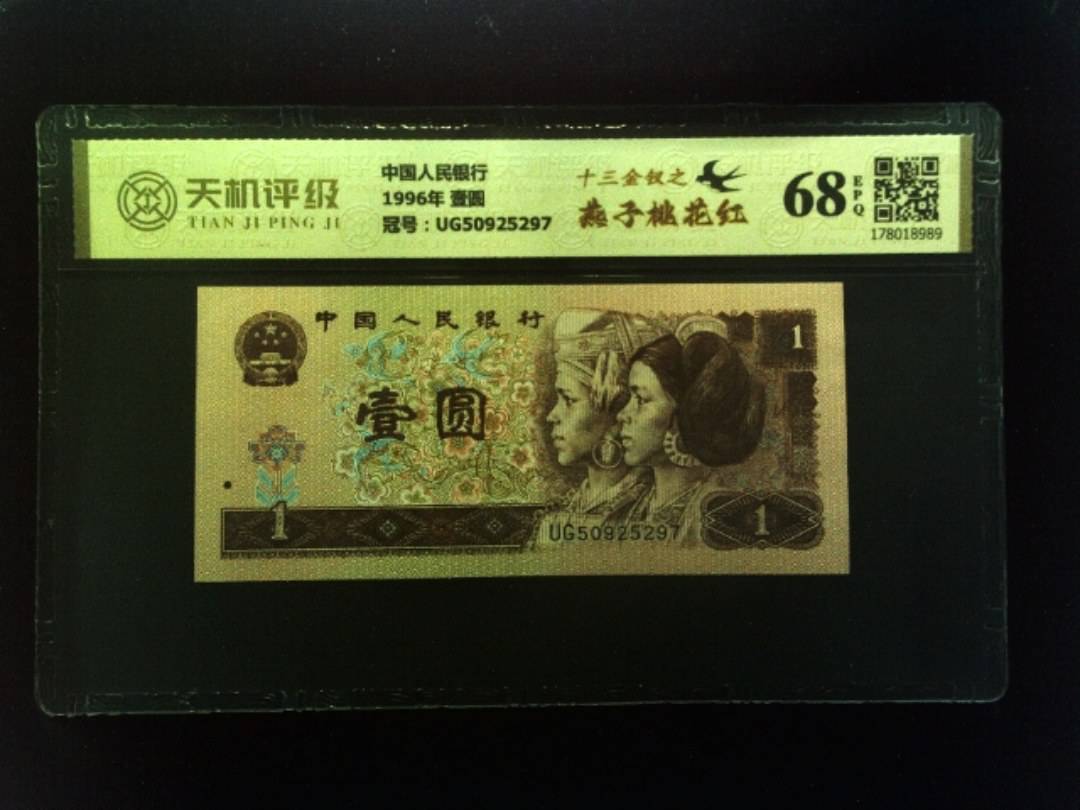 天机评级
TIAN JI PING JI
中国人民银行
1996年 壹圆
冠号：UG50925297
十三金钗之
燕子桃花红
68
EPQ
178018989
中国人民银行
壹圆
1
1
UG50925297
1